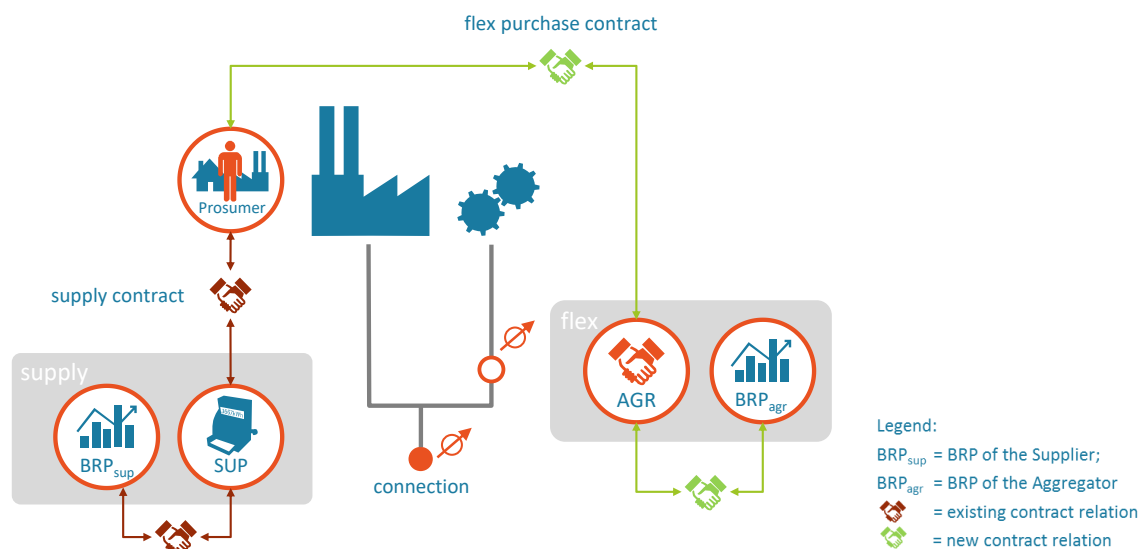 flex purchase contract
Prosumer
supply contract
supply
BRPsup
SUP
connection
flex
AGR
BRPagr
Legend:
BRPsup = BRP of the Supplier;
BRPagr = BRP of the Aggregator
= existing contract relation
= new contract relation